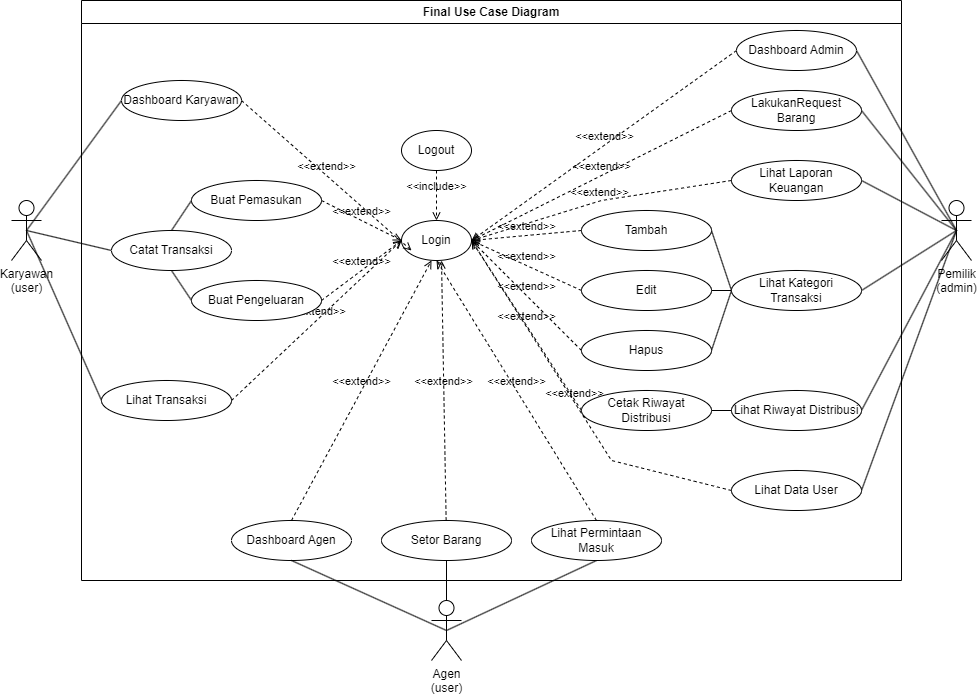 Final Use Case Diagram
Dashboard Admin
Dashboard Karyawan
LakukanRequest
Barang
<<extend>>
Logout
<<extend>>
<<extend>>
Lihat Laporan
Keuangan
<<include>>
<<extend>>
Buat Pemasukan
<<extend>>
<<extend>>
Tambah
Catat Transaksi
Login
<<extend>>
<<extend>>
Karyawan
(user)
Pemilik
(admin)
Buat Pengeluaran
<<extend>>
Edit
Lihat Kategori
Transaksi
tend>>
<<extend>>
Hapus
<<extend>>
<<extend>>
<<extend>>
<<extend>>
Lihat Transaksi
Cetak Riwayat
Distribusi
Lihat Riwayat Distribusi
Lihat Data User
Dashboard Agen
Setor Barang
Lihat Permintaan
Masuk
Agen
(user)